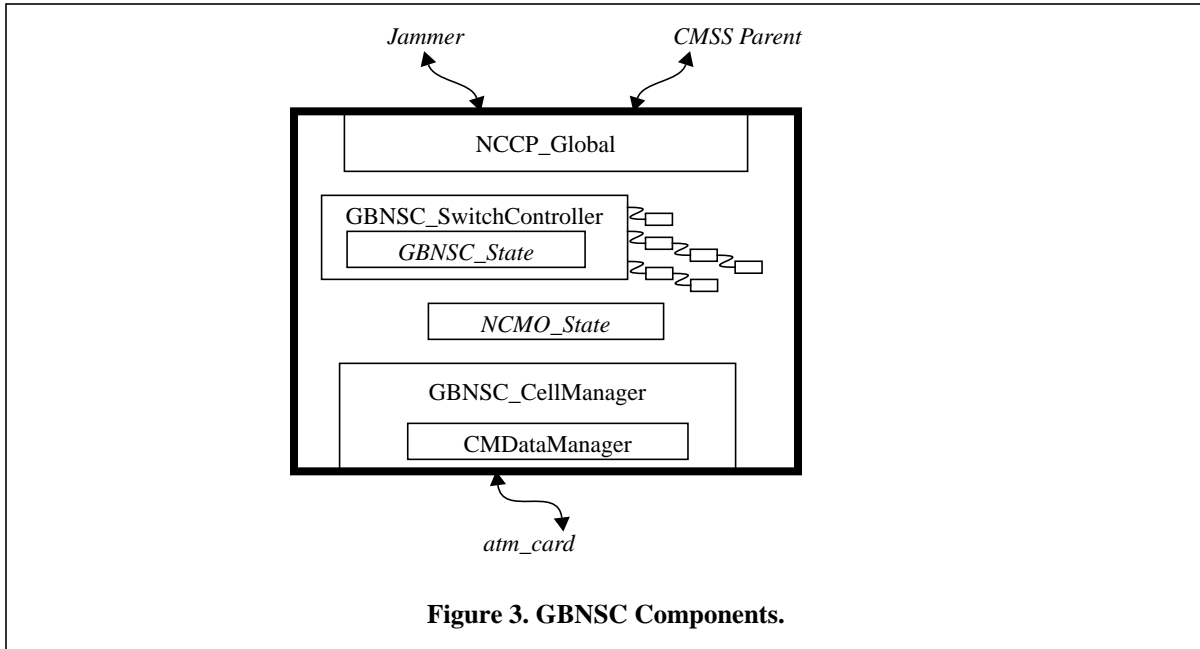 Jammer
CMSS Parent
NCCP_Global
GBNSC_SwitchController
GBNSC_State
NCMO_State
GBNSC_CellManager
CMDataManager
atm_card
Figure 3. GBNSC Components.